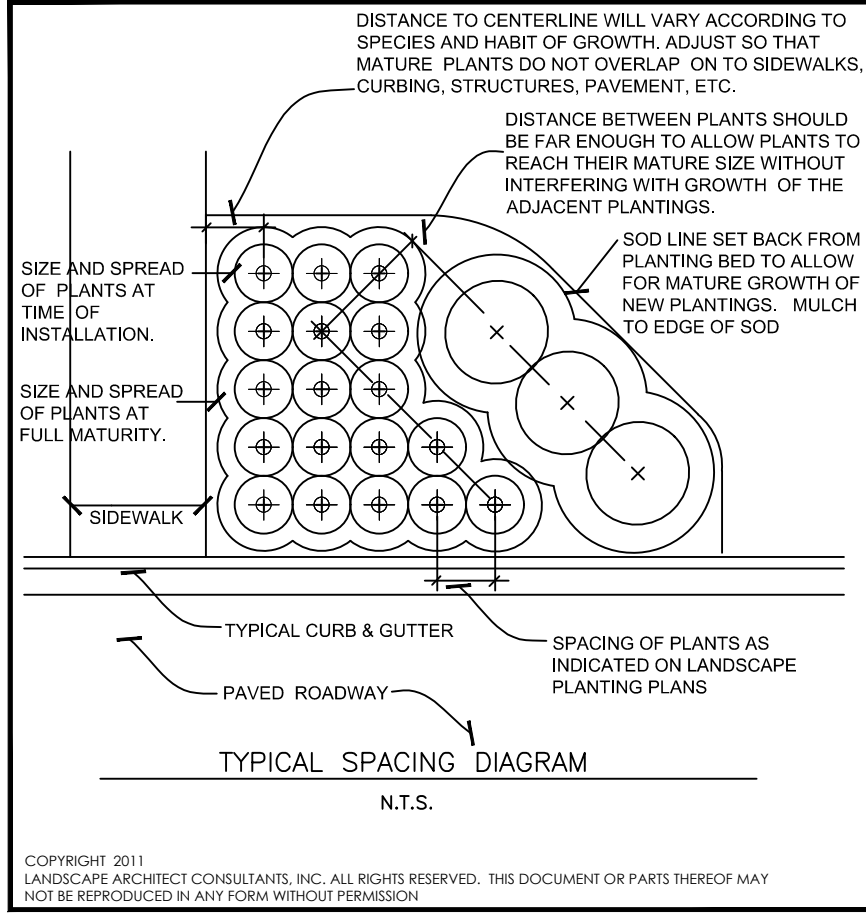 DISTANCE TO CENTERLINE WILL VARY ACCORDING TO
SPECIES AND HABIT OF GROWTH. ADJUST SO THAT
MATURE PLANTS DO NOT OVERLAP ON TO SIDEWALKS,
CURBING, STRUCTURES, PAVEMENT, ETC.
DISTANCE BETWEEN PLANTS SHOULD
BE FAR ENOUGH TO ALLOW PLANTS TO
REACH THEIR MATURE SIZE WITHOUT
INTERFERING WITH GROWTH OF THE
ADJACENT PLANTINGS.
SOD LINE SET BACK FROM
PLANTING BED TO ALLOW
FOR MATURE GROWTH OF
NEW PLANTINGS. MULCH
TO EDGE OF SOD
SIZE AND SPREAD
OF PLANTS AT
TIME OF
INSTALLATION.
SIZE AND SPREAD
OF PLANTS AT
FULL MATURITY.
SIDEWALK
TYPICAL CURB & GUTTER
SPACING OF PLANTS AS
INDICATED ON LANDSCAPE
PLANTING PLANS
PAVED ROADWAY
TYPICAL SPACING DIAGRAM
N.T.S.
COPYRIGHT 2011
LANDSCAPE ARCHITECT CONSULTANTS, INC. ALL RIGHTS RESERVED. THIS DOCUMENT OR PARTS THEREOF MAY
NOT BE REPRODUCED IN ANY FORM WITHOUT PERMISSION